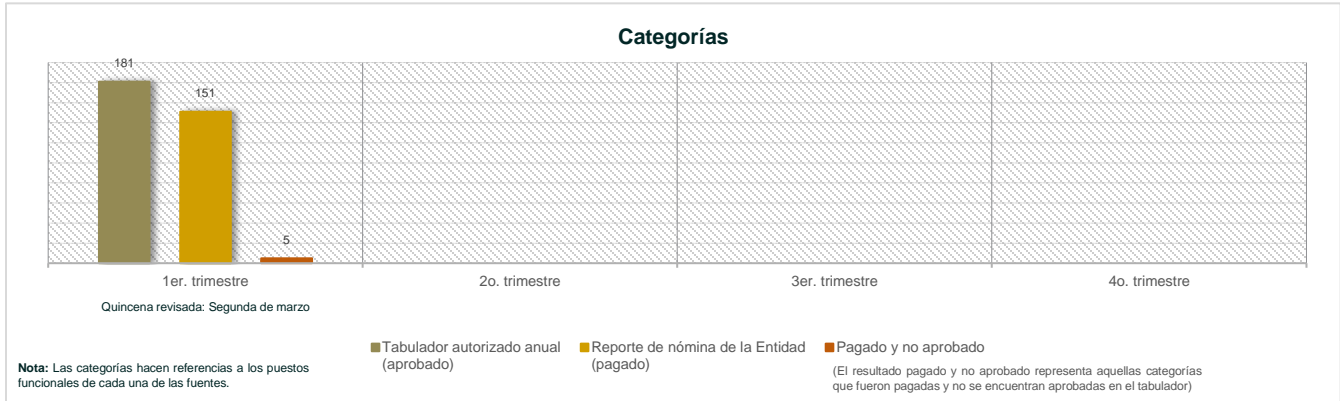 Categorías
181
151
5
1er. trimestre
2o. trimestre
3er. trimestre
4o. trimestre
Quincena revisada: Segunda de marzo
Tabulador autorizado anual
(aprobado)
Reporte de nómina de la Entidad
(pagado)
Pagado y no aprobado
(El resultado pagado y no aprobado representa aquellas categorías
que fueron pagadas y no se encuentran aprobadas en el tabulador)
Nota: Las categorías hacen referencias a los puestos
funcionales de cada una de las fuentes.